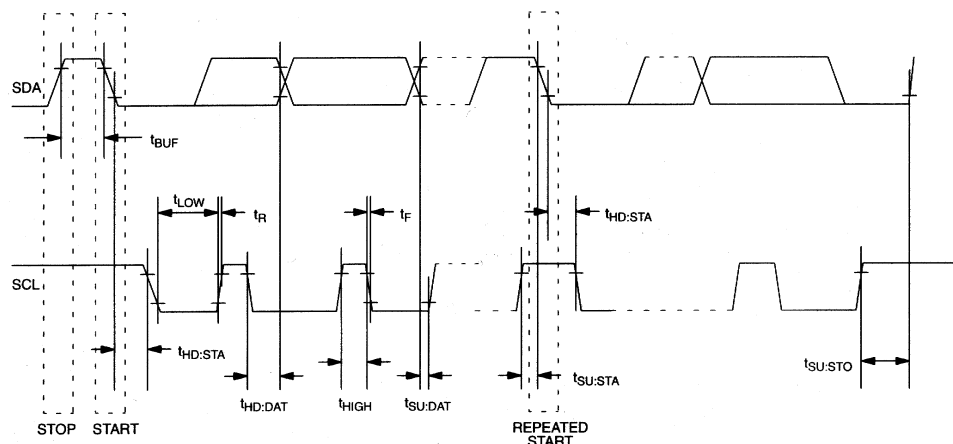 SDA
tBUF
tLOW
tR
tF
tHD:STA
SCL
tHD:STA
tHD:DAT
tHIGH
tSU:DAT
tSU:STA
tSU:STO
STOP
START
REPEATED
START